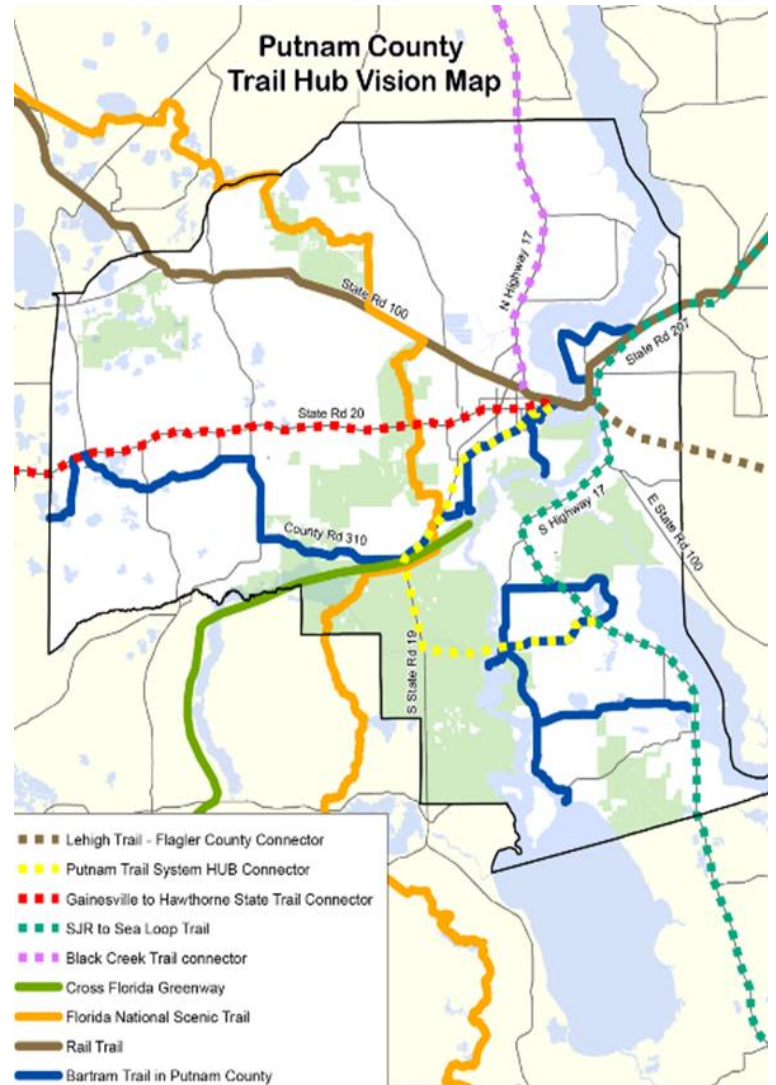 Putnam County
Trail Hub Vision Map
N Highway 17
State Rd 100
State Rd 207
State Rd 20
S Highway 17
E State Rd 100
County Rd 310
S State Rd 19
Lehigh Trail - Flagler County Connector
Putnam Trail System HUB Connector
Gainesville to Hawthorne State Trail Connector
SJR to Sea Loop Trail
Black Creek Trail connector
Cross Florida Greenway
Florida National Scenic Trail
Rail Trail
Bartram Trail in Putnam County